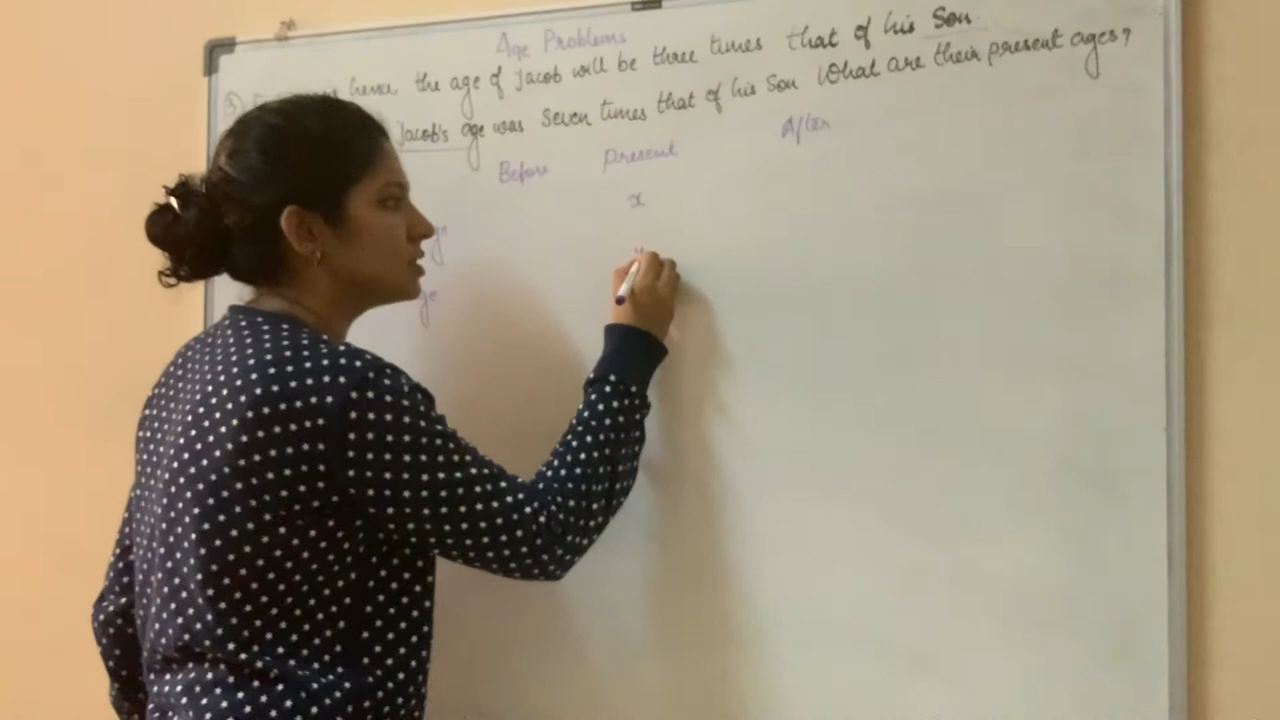 Age Problems
hence, the age of Jacob will be three times that of his Son.
Jacob's age was Seven times that of his Son What are their present ages?
Before Present After
x